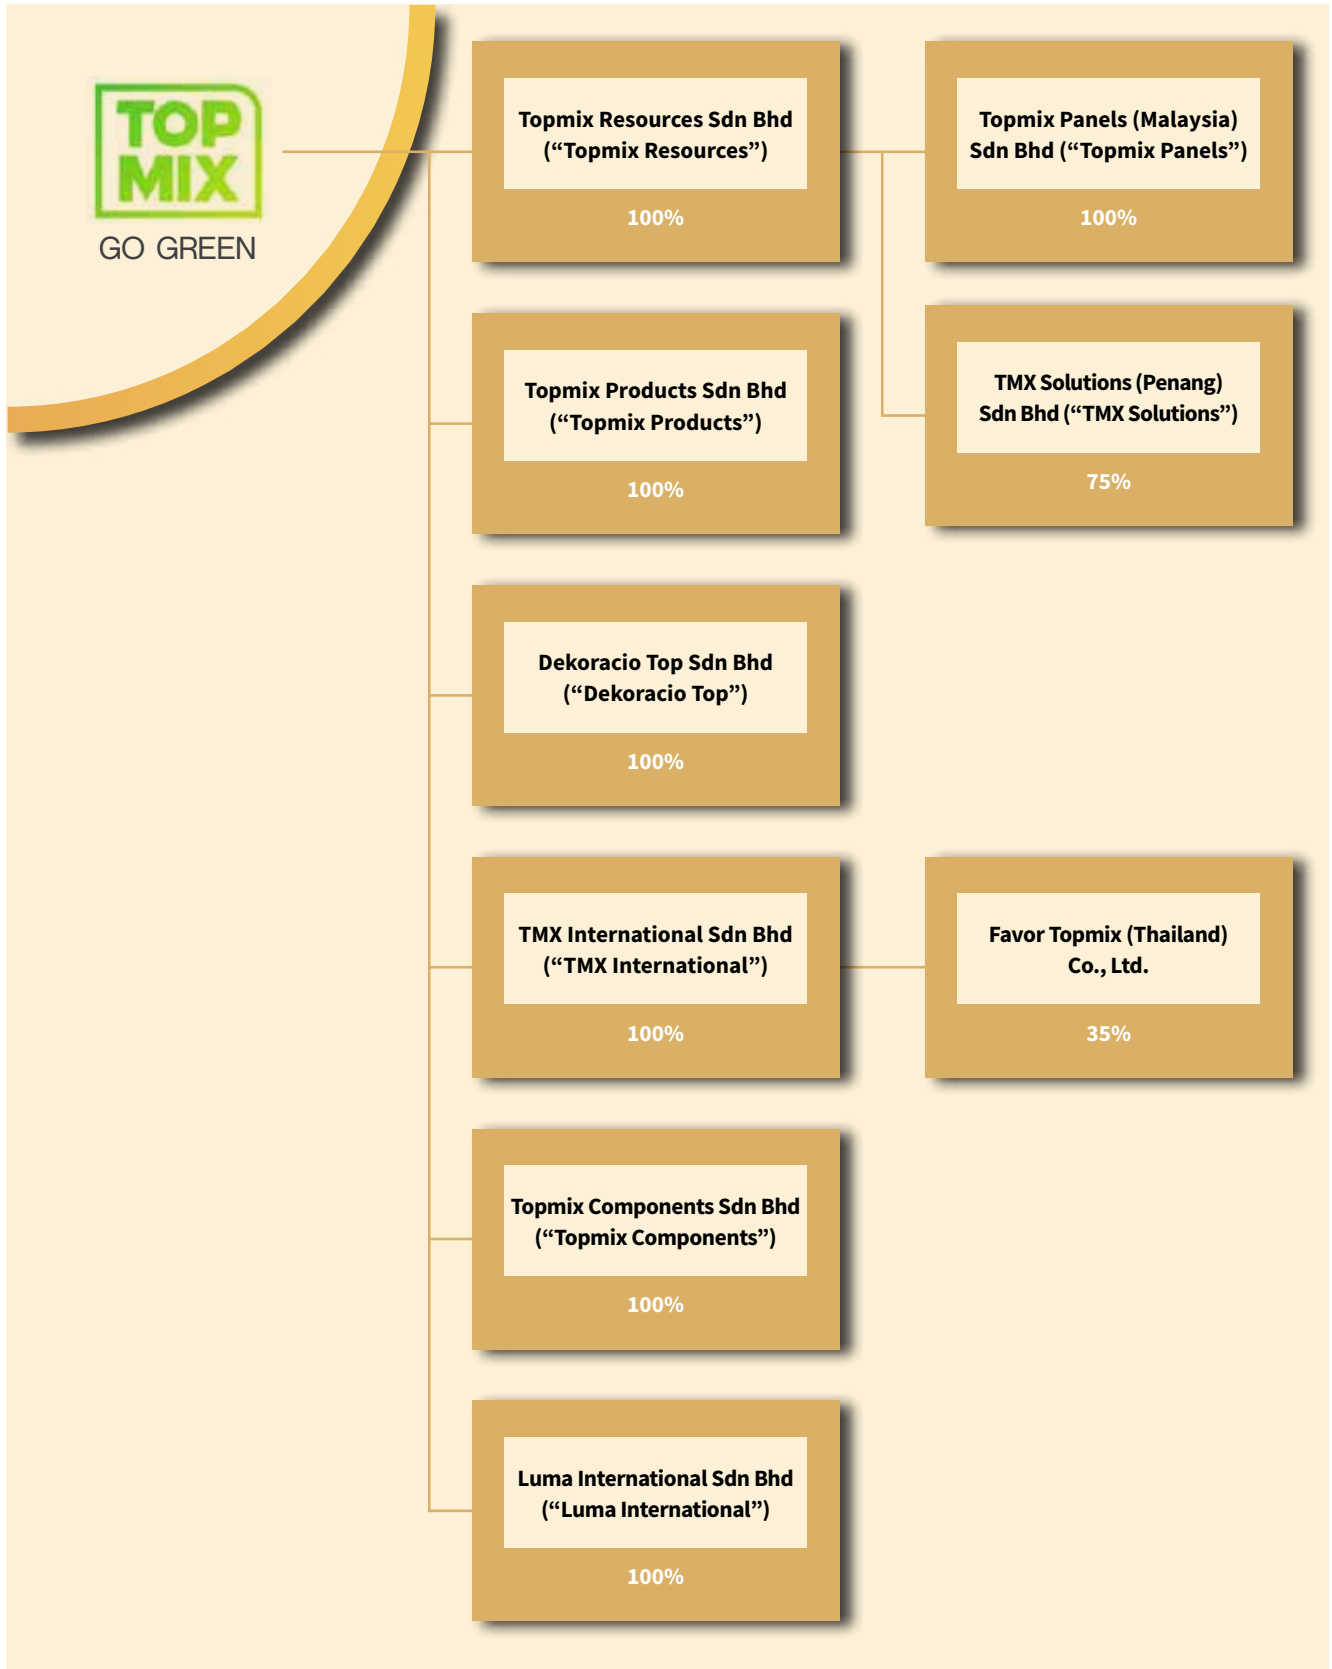 TOP
MIX
GO GREEN
Topmix Resources Sdn Bhd
(“Topmix Resources”)
100%
Topmix Panels (Malaysia)
Sdn Bhd (“Topmix Panels”)
100%
Topmix Products Sdn Bhd
(“Topmix Products”)
100%
TMX Solutions (Penang)
Sdn Bhd (“TMX Solutions”)
75%
Dekoracio Top Sdn Bhd
(“Dekoracio Top”)
100%
TMX International Sdn Bhd
(“TMX International”)
100%
Favor Topmix (Thailand)
Co., Ltd.
35%
Topmix Components Sdn Bhd
(“Topmix Components”)
100%
Luma International Sdn Bhd
(“Luma International”)
100%